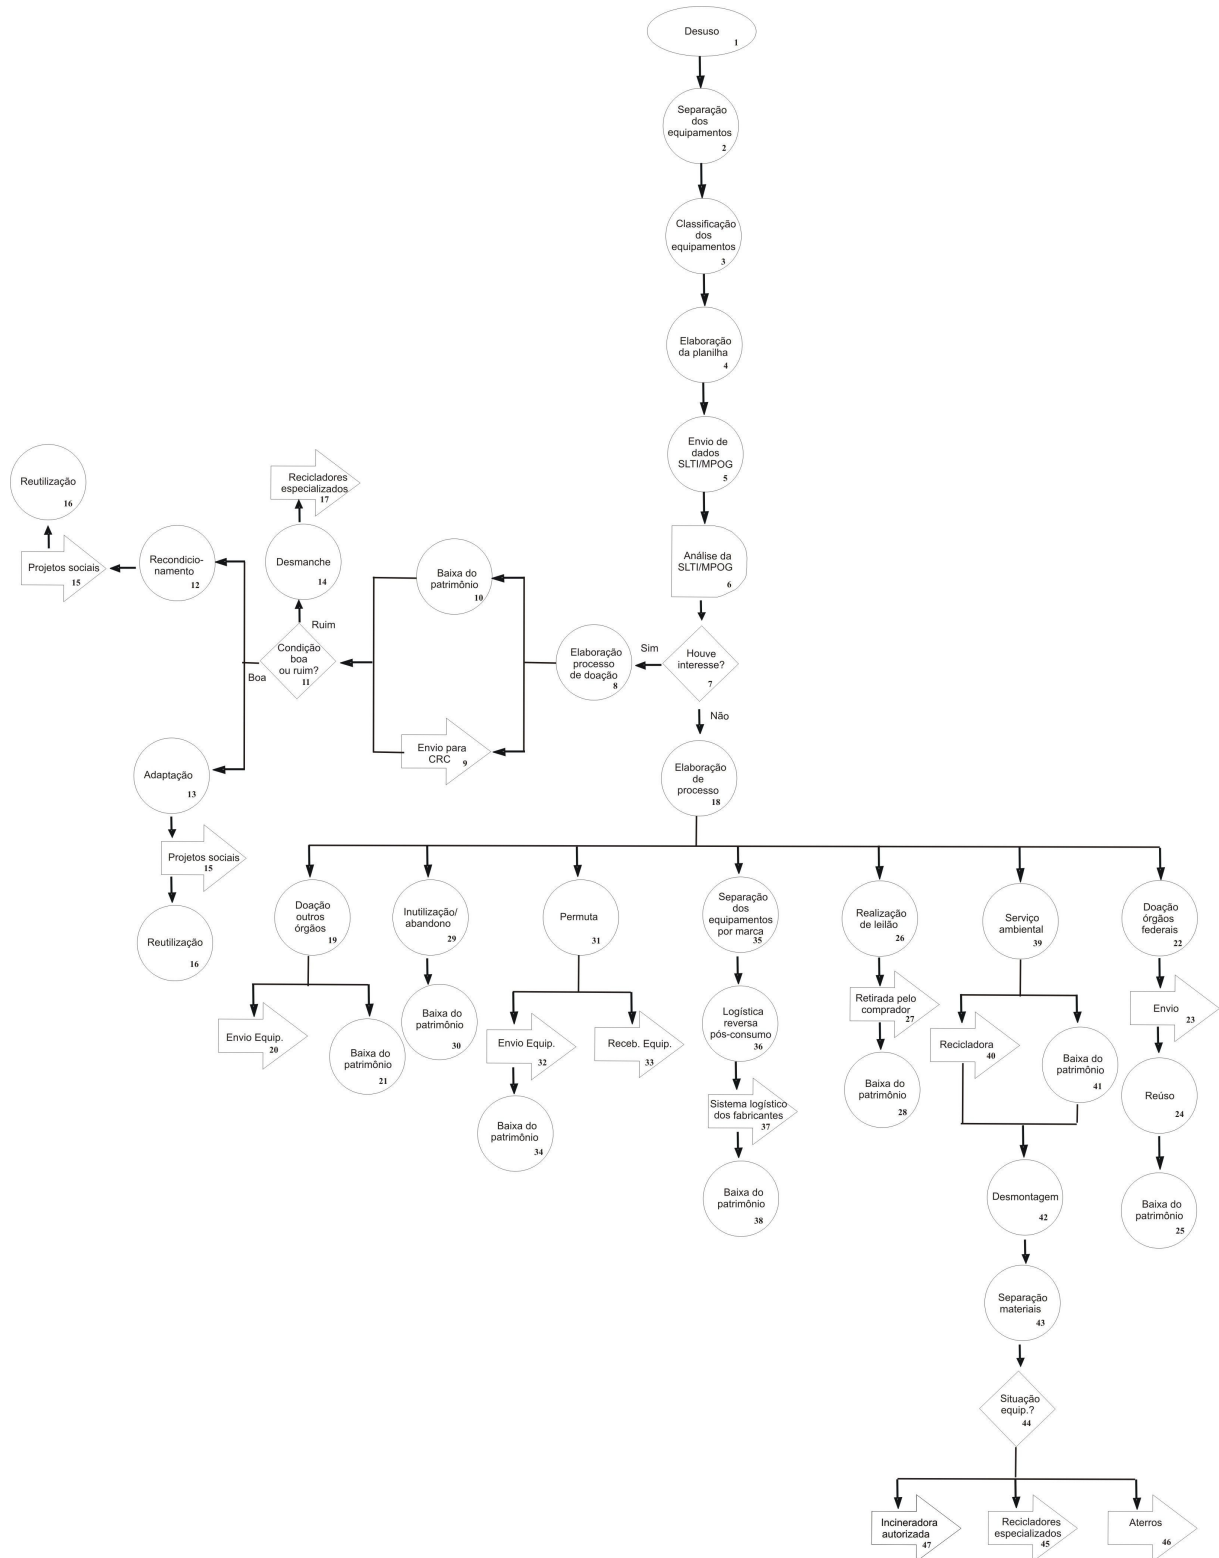 Desuso
1
Separação
dos
equipamentos
2
Classificação
dos
equipamentos
3
Elaboração
da planilha
4
Envio de
dados
SLTI/MPOG
5
Análise da
SLTI/MPOG
6
Houve
interesse?
7
Sim
Não
Elaboração
processo
de doação
8
Baixa do
patrimônio
10
Envio para
CRC
9
Condição
boa
ou ruim?
11
Ruim
Boa
Desmanche
14
Recicladores
especializados
17
Recondicio-
namento
12
Projetos sociais
15
Reutilização
16
Adaptação
13
Projetos sociais
15
Reutilização
16
Elaboração
de
processo
18
Doação
outros
órgãos
19
Envio Equip.
20
Baixa do
patrimônio
21
Inutilização/
abandono
29
Baixa do
patrimônio
30
Permuta
31
Envio Equip.
32
Receb. Equip.
33
Baixa do
patrimônio
34
Separação
dos
equipamentos
por marca
35
Logística
reversa
pós-consumo
36
Sistema logístico
dos fabricantes
37
Baixa do
patrimônio
38
Realização
de leilão
26
Retirada pelo
comprador
27
Baixa do
patrimônio
28
Serviço
ambiental
39
Recicladora
40
Baixa do
patrimônio
41
Desmontagem
42
Separação
materiais
43
Situação
equip.?
44
Incineradora
autorizada
47
Recicladores
especializados
45
Aterros
46
Doação
órgãos
federais
22
Envio
23
Reúso
24
Baixa do
patrimônio
25